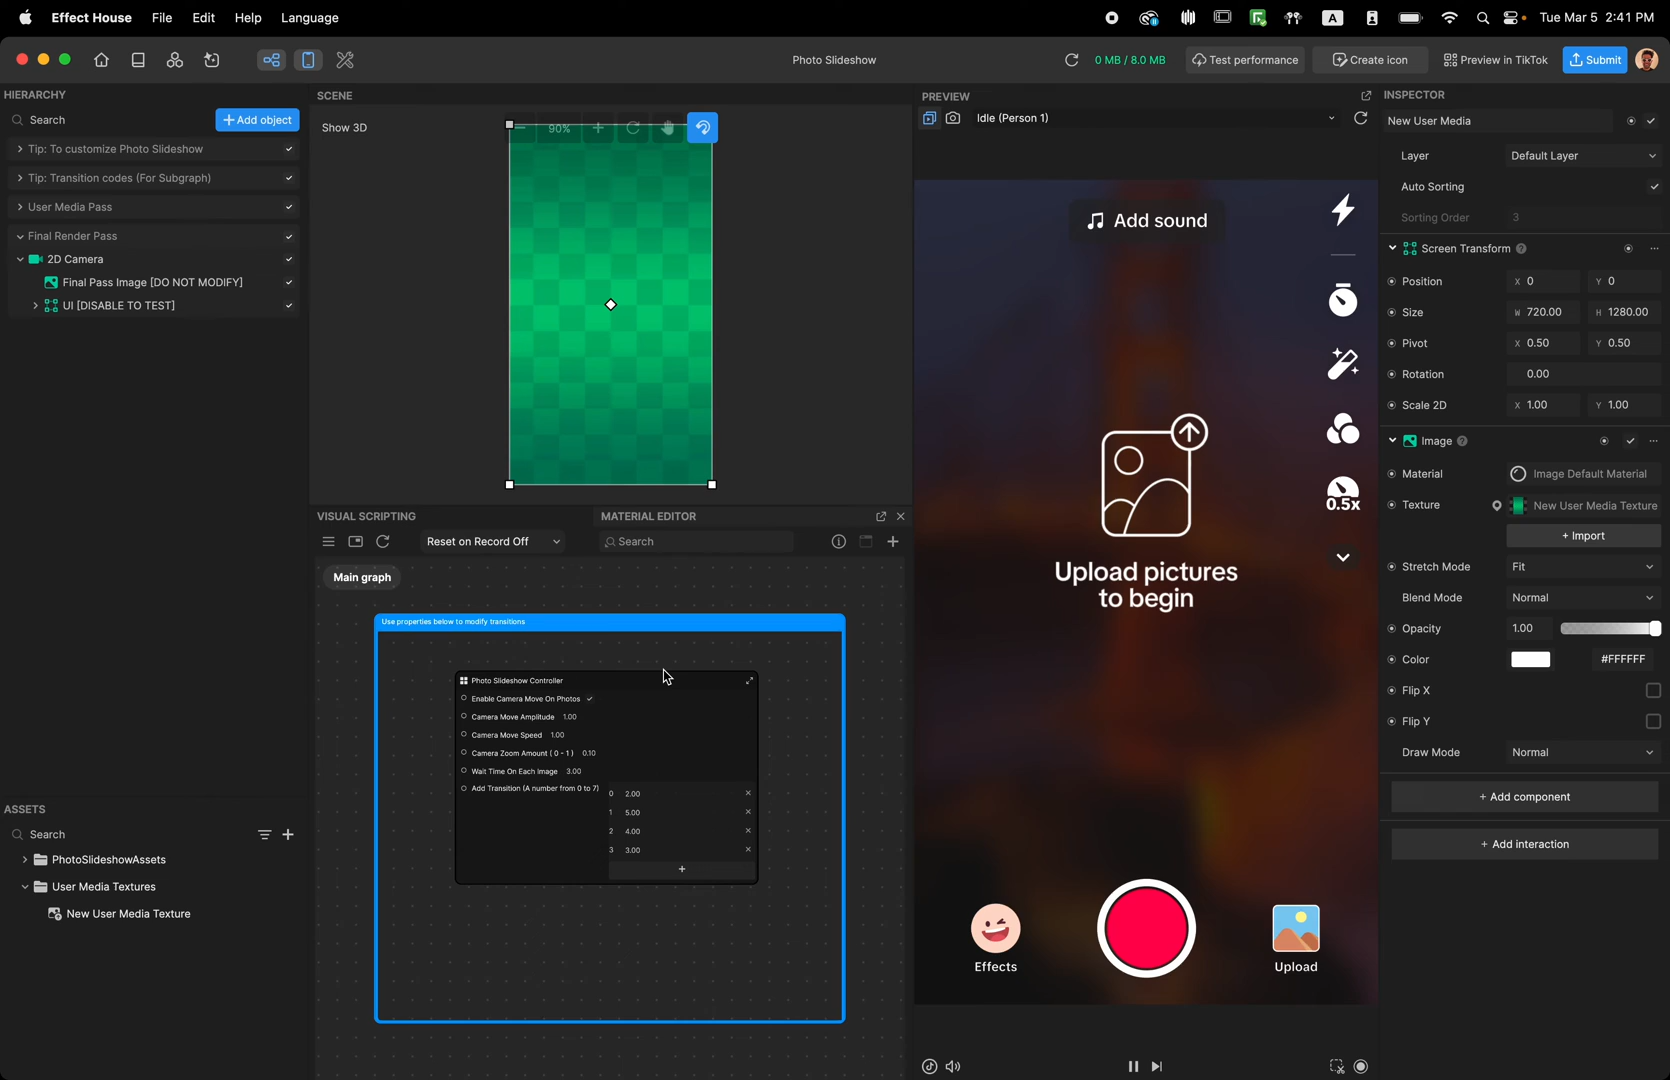 Effect House File Edit Help Language
A Tue Mar 5 2:41 PM
Photo Slideshow
0 MB / 8.0 MB Test performance Create icon Preview in TikTok Submit
HIERARCHY
Search
+ Add object
Tip: To customize Photo Slideshow
Tip: Transition codes (For Subgraph)
User Media Pass
Final Render Pass
2D Camera
Final Pass Image [DO NOT MODIFY]
UI [DISABLE TO TEST]
ASSETS
Search
PhotoSlideshowAssets
User Media Textures
New User Media Texture
SCENE
Show 3D
90%
VISUAL SCRIPTING
MATERIAL EDITOR
Reset on Record Off
Search
Main graph
Use properties below to modify transitions
Photo Slideshow Controller
Enable Camera Move On Photos
Camera Move Amplitude 1.00
Camera Move Speed 1.00
Camera Zoom Amount ( 0 - 1 ) 0.10
Wait Time On Each Image 3.00
Add Transition (A number from 0 to 7)
0 2.00
1 5.00
2 4.00
3 3.00
+
PREVIEW
Idle (Person 1)
Add sound
0.5x
Upload pictures
to begin
Effects
Upload
INSPECTOR
New User Media
Layer Default Layer
Auto Sorting
Sorting Order 3
Screen Transform
Position X 0 Y 0
Size W 720.00 H 1280.00
Pivot X 0.50 Y 0.50
Rotation 0.00
Scale 2D X 1.00 Y 1.00
Image
Material Image Default Material
Texture New User Media Texture
+ Import
Stretch Mode Fit
Blend Mode Normal
Opacity 1.00
Color #FFFFFF
Flip X
Flip Y
Draw Mode Normal
+ Add component
+ Add interaction